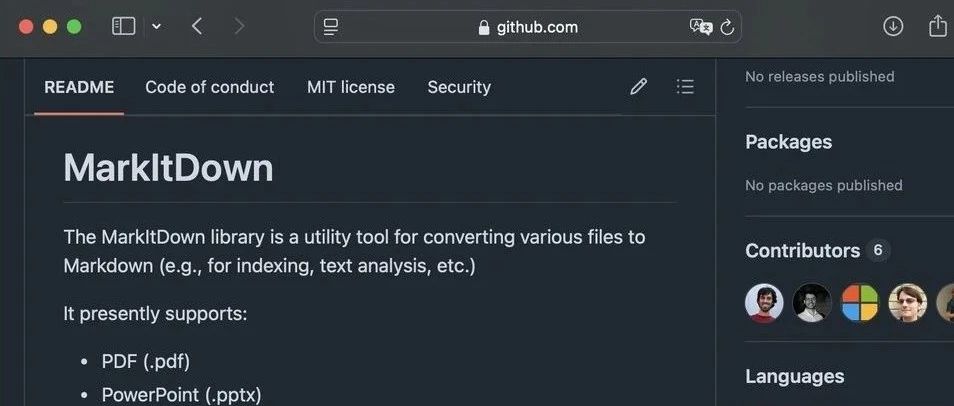 github.com
README
Code of conduct
MIT license
Security
MarkItDown
The MarkItDown library is a utility tool for converting various files to
Markdown (e.g., for indexing, text analysis, etc.)
It presently supports:
• PDF (.pdf)
• PowerPoint (.pptx)
No releases published
Packages
No packages published
Contributors 6
Languages